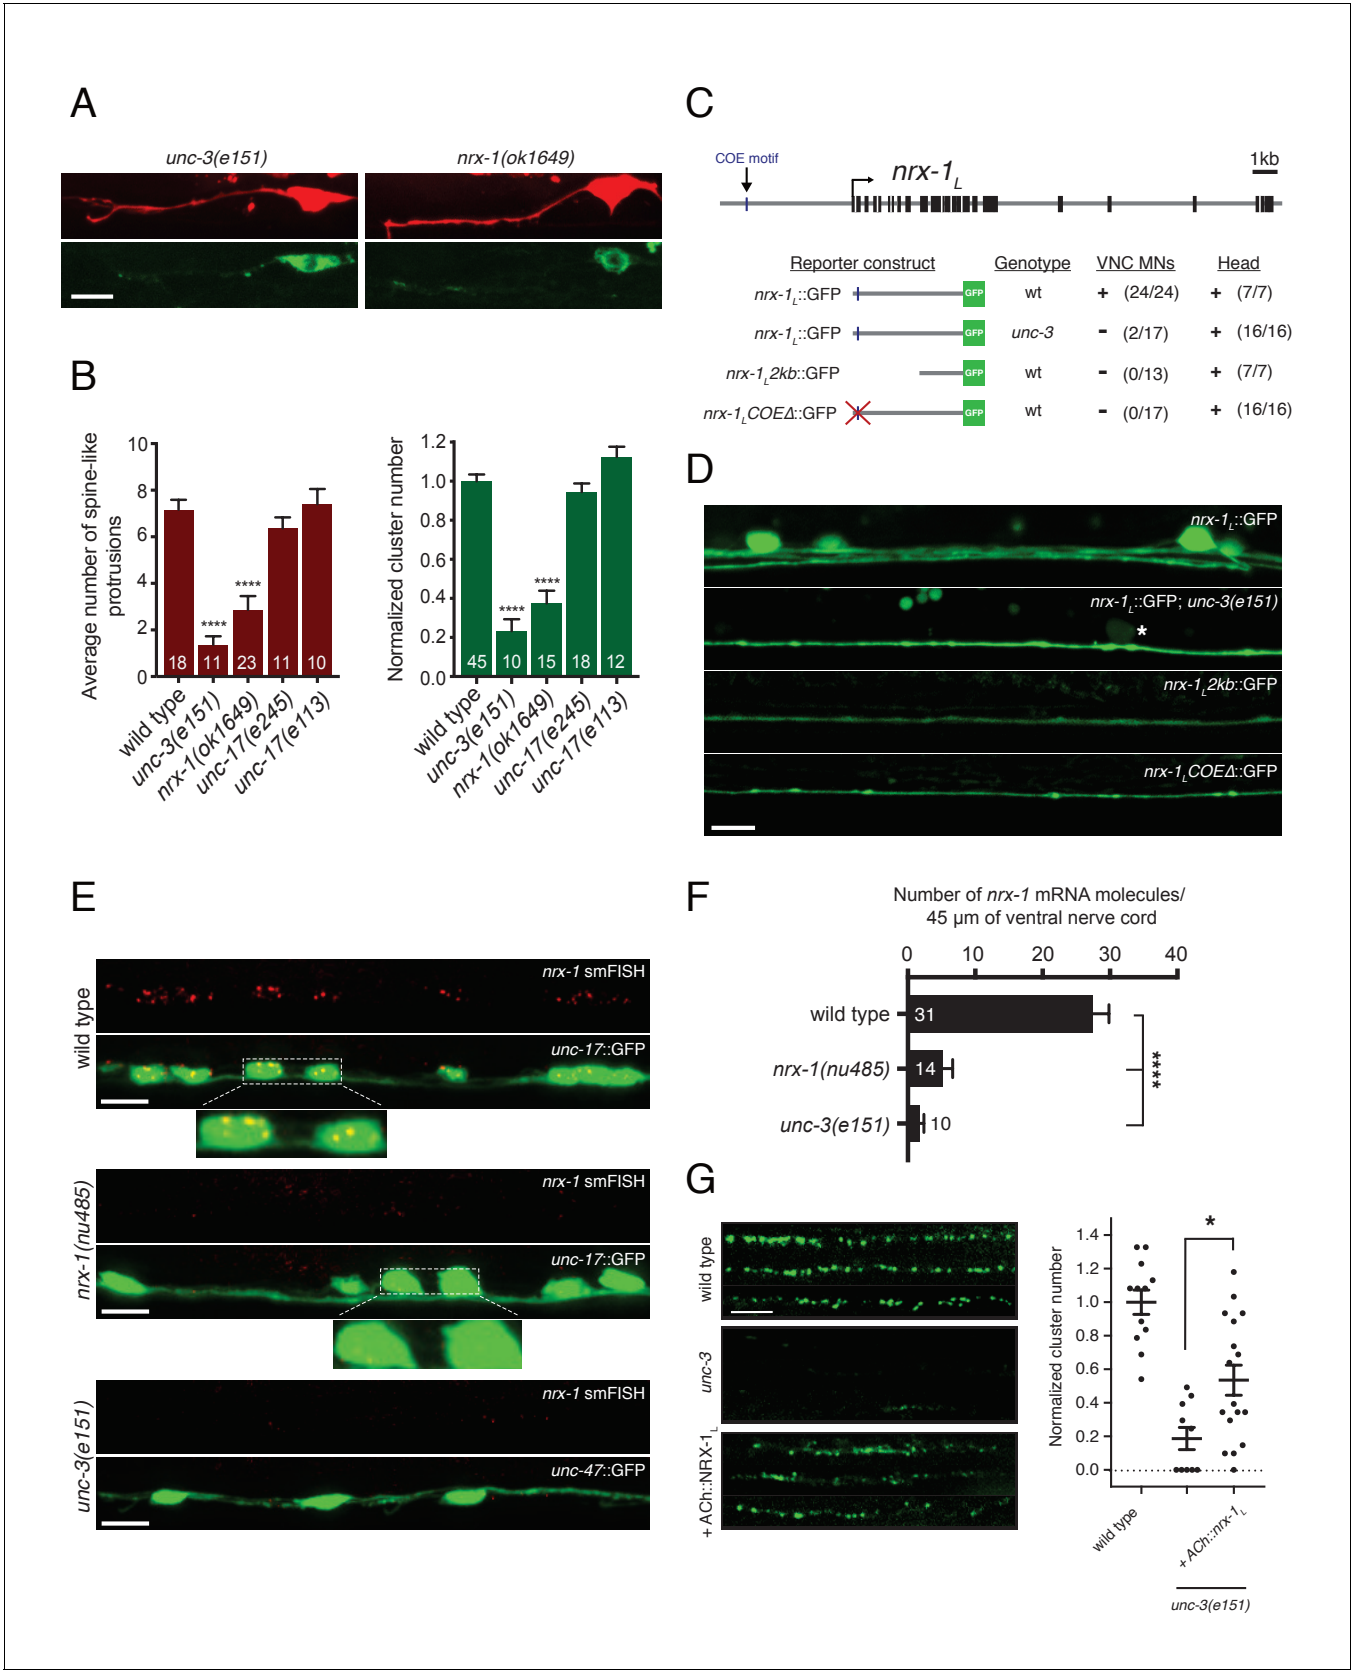 A
unc-3(e151)
nrx-1(ok1649)
B
Average number of spine-like
protrusions
10
8
6
4
2
0
****
****
18
11
23
11
10
wild type
unc-3(e151)
nrx-1(ok1649)
unc-17(e245)
unc-17(e113)
Normalized cluster number
1.2
1.0
0.8
0.6
0.4
0.2
0.0
****
****
45
10
15
18
12
wild type
unc-3(e151)
nrx-1(ok1649)
unc-17(e245)
unc-17(e113)
C
COE motif
nrx-1L
1kb
Reporter construct Genotype VNC MNs Head
nrx-1L::GFP GFP wt + (24/24) + (7/7)
nrx-1L::GFP GFP unc-3 - (2/17) + (16/16)
nrx-1L2kb::GFP GFP wt - (0/13) + (7/7)
nrx-1LCOEΔ::GFP GFP wt - (0/17) + (16/16)
D
nrx-1L::GFP
nrx-1L::GFP; unc-3(e151)
*
nrx-1L2kb::GFP
nrx-1LCOEΔ::GFP
E
wild type
nrx-1 smFISH
unc-17::GFP
nrx-1(nu485)
nrx-1 smFISH
unc-17::GFP
unc-3(e151)
nrx-1 smFISH
unc-47::GFP
F
Number of nrx-1 mRNA molecules/
45 µm of ventral nerve cord
0 10 20 30 40
wild type 31
nrx-1(nu485) 14
unc-3(e151) 10
****
G
wild type
unc-3
+ ACh::NRX-1L
Normalized cluster number
1.4
1.2
1.0
0.8
0.6
0.4
0.2
0.0
*
wild type
+ ACh::nrx-1L
unc-3(e151)